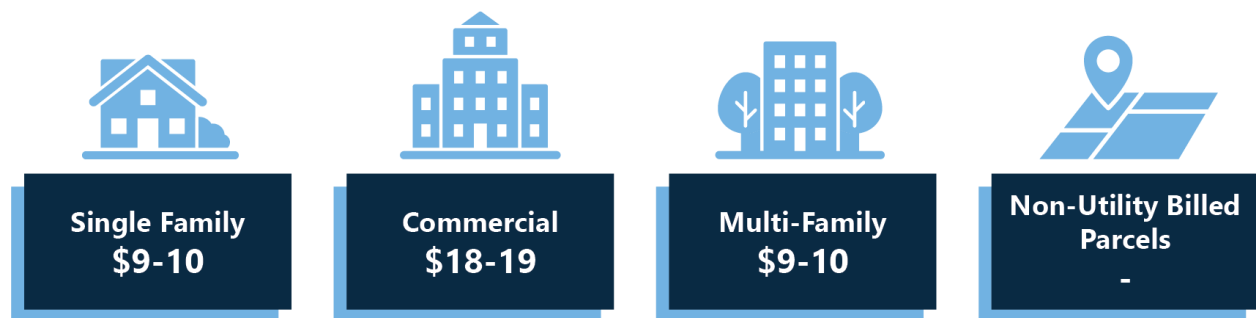 Single Family
$9-10
Commercial
$18-19
Multi-Family
$9-10
Non-Utility Billed
Parcels
-